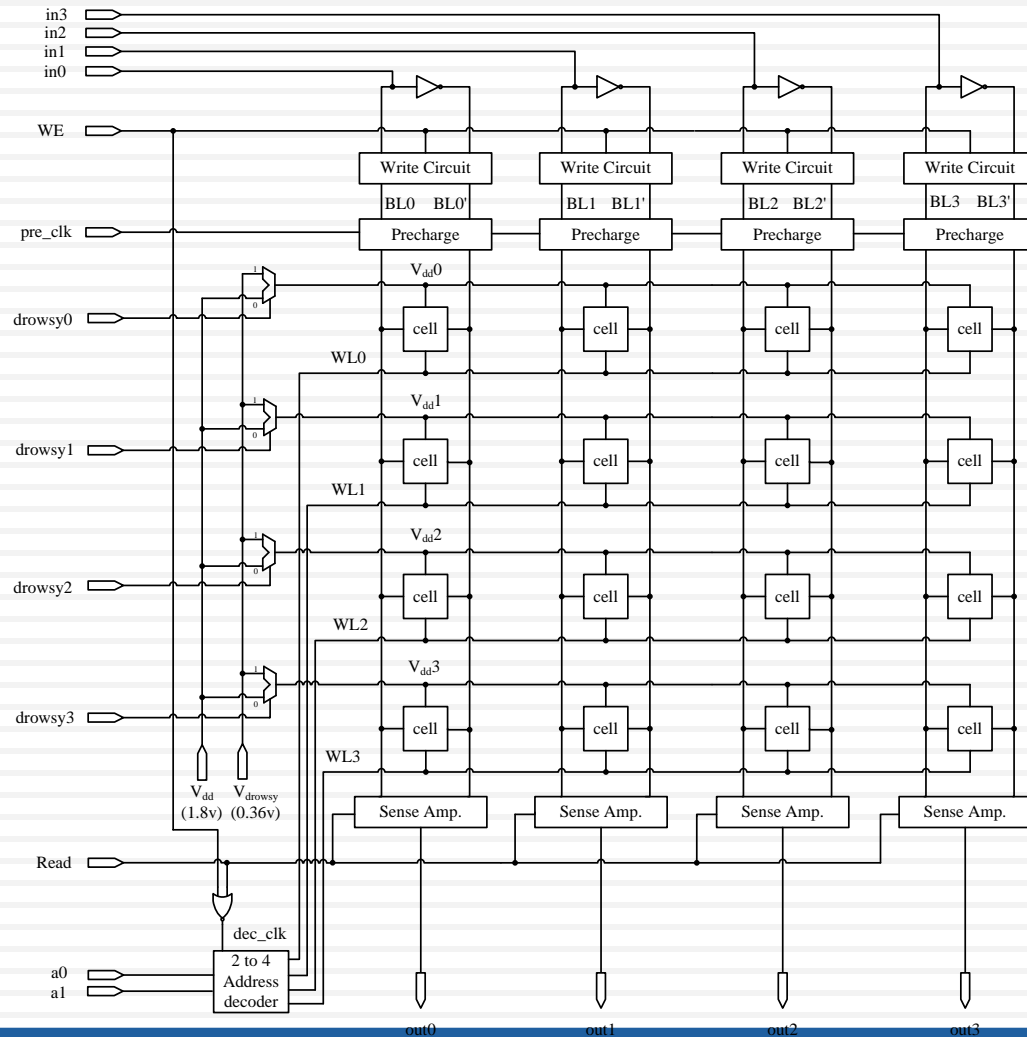 in3
in2
in1
in0
WE
Write Circuit Write Circuit Write Circuit Write Circuit
BL0 BL0' BL1 BL1' BL2 BL2' BL3 BL3'
pre_clk
Precharge Precharge Precharge Precharge
1
Vdd0
0
drowsy0
cell cell cell cell
WL0
1
Vdd1
0
drowsy1
cell cell cell cell
WL1
1
Vdd2
0
drowsy2
cell cell cell cell
WL2
1
Vdd3
0
drowsy3
cell cell cell cell
WL3
Vdd Vdrowsy
(1.8v) (0.36v)
Sense Amp. Sense Amp. Sense Amp. Sense Amp.
Read
dec_clk
2 to 4
Address
decoder
a0
a1
out0 out1 out2 out3